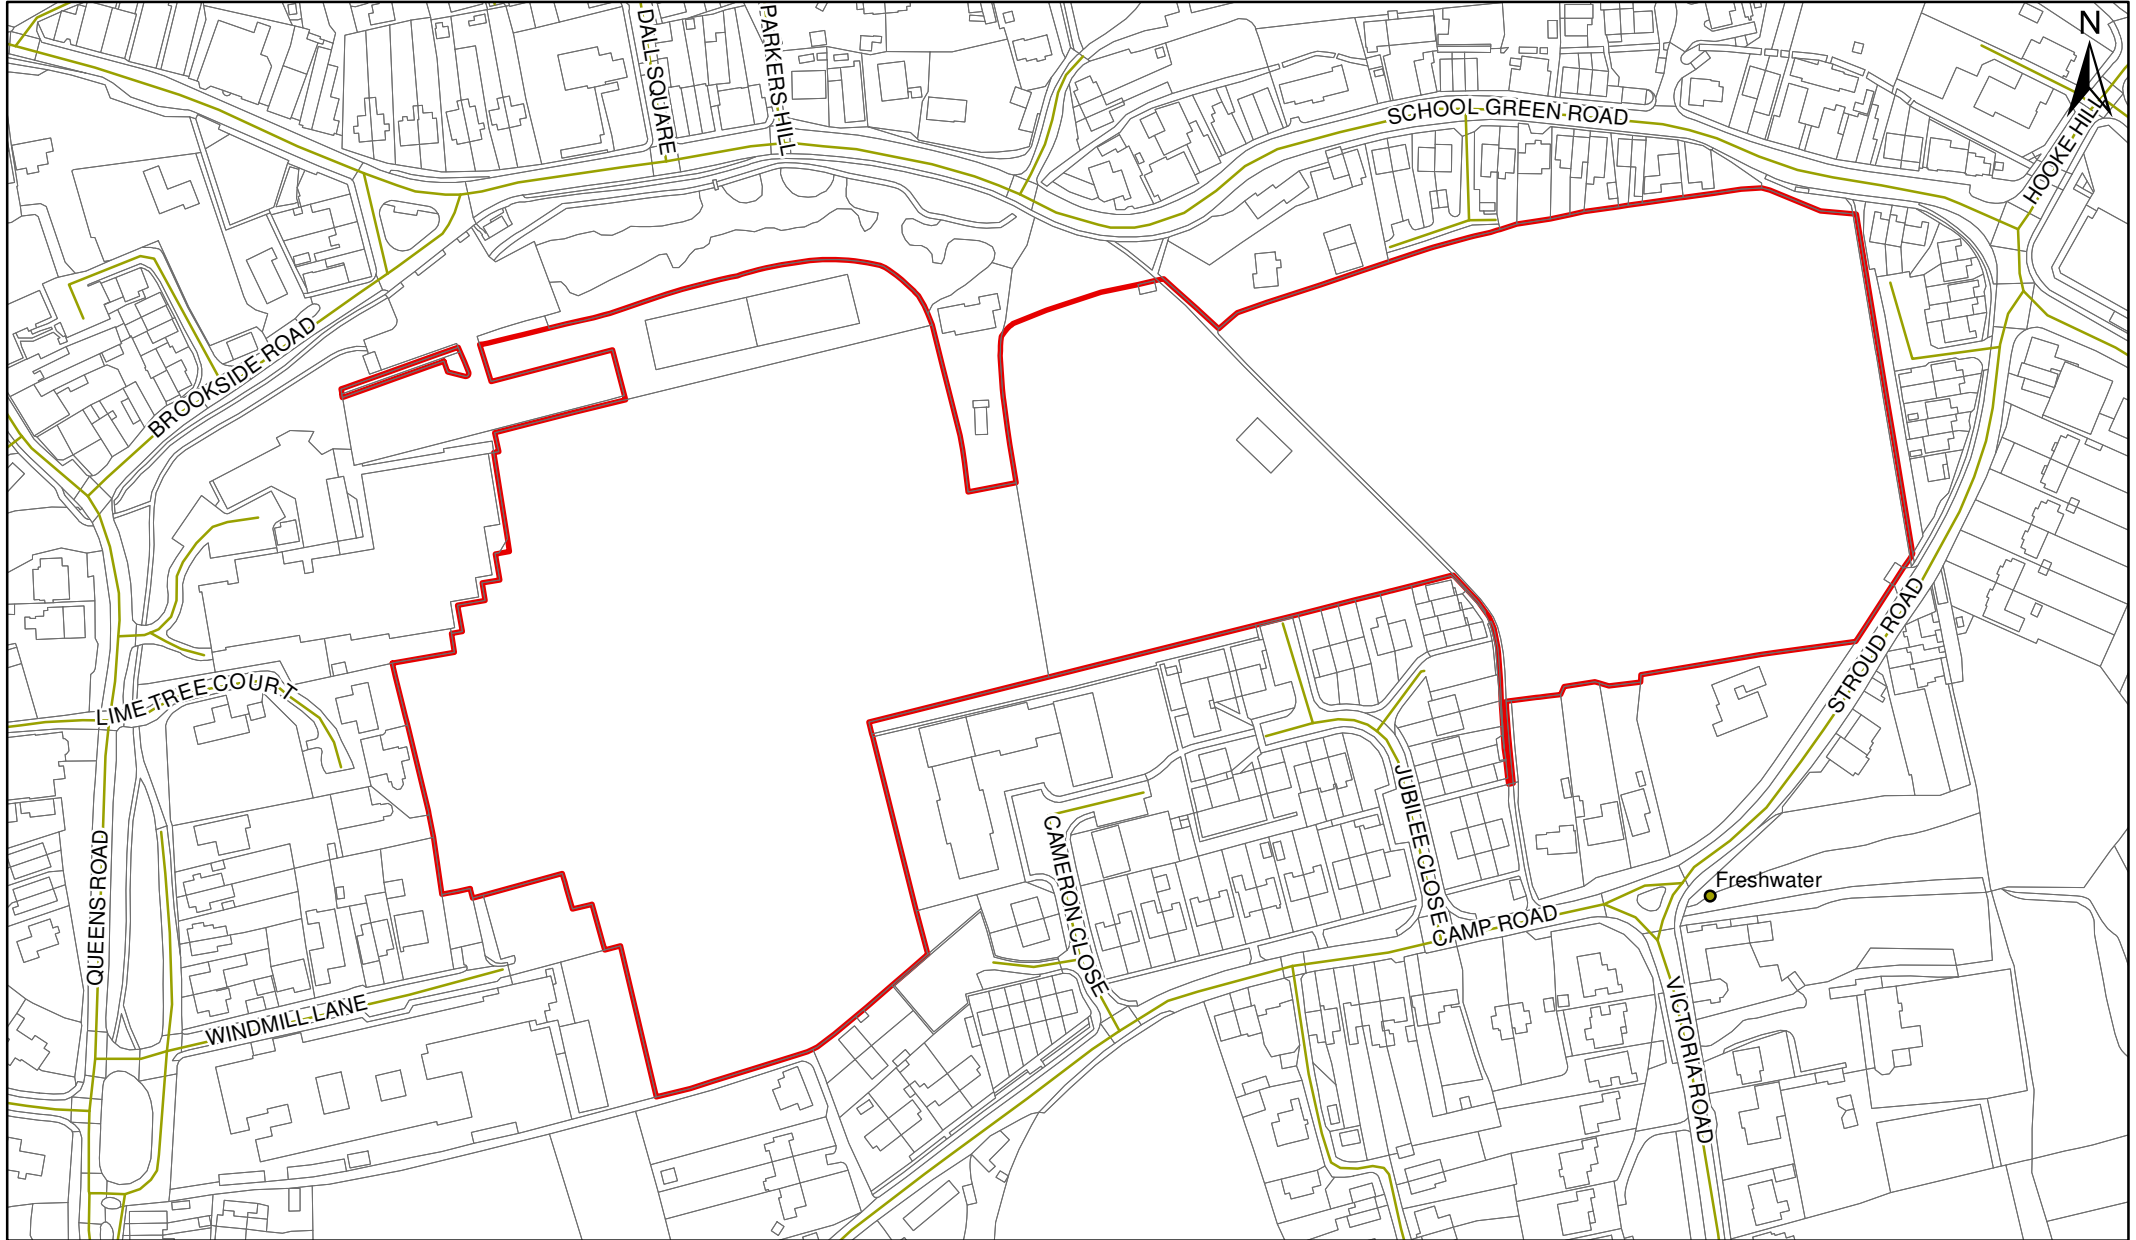 DALL SQUARE
PARKERS HILL
N
SCHOOL GREEN ROAD
HOOKE HILL
BROOKSIDE ROAD
STROUD ROAD
LIME TREE COURT
JUBILEE CLOSE
CAMERON CLOSE
QUEENS ROAD
Freshwater
CAMP ROAD
WINDMILL LANE
VICTORIA ROAD